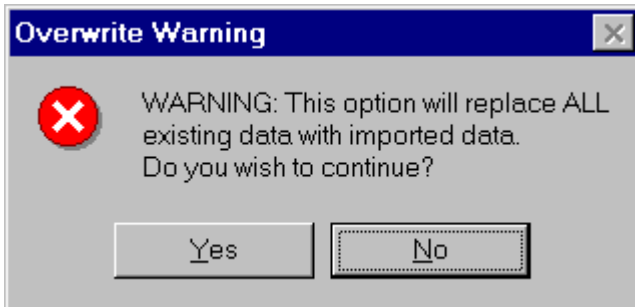 Overwrite Warning
WARNING: This option will replace ALL
existing data with imported data.
Do you wish to continue?
Yes
No